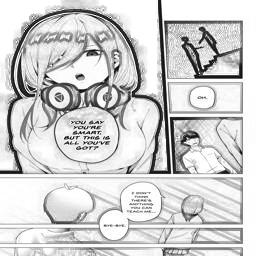 YOU SAY
YOU'RE
SMART,
BUT THIS IS
ALL YOU'VE
GOT?
OH.
I DON'T
THINK
THERE'S
ANYTHING
YOU CAN
TEACH ME...
BYE-BYE.